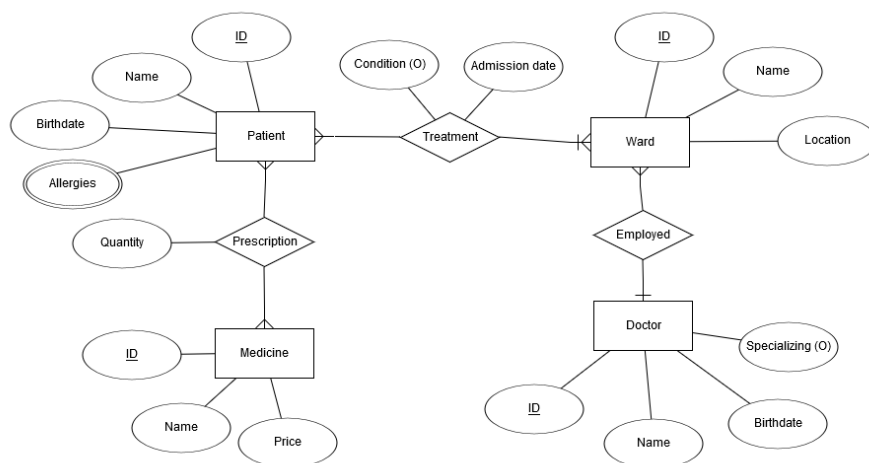 ID
ID
Condition (O)
Admission date
Name
Name
Birthdate
Patient
Treatment
Ward
Location
Allergies
Quantity
Prescription
Employed
Doctor
Specializing (O)
ID
Medicine
ID
Birthdate
Name
Price
Name